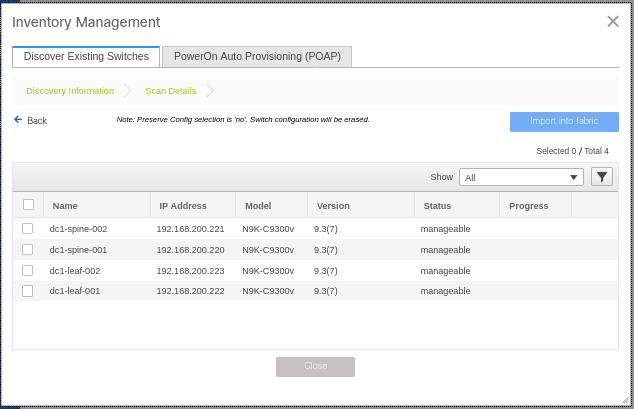 Inventory Management
Discover Existing Switches PowerOn Auto Provisioning (POAP)
Discovery Information Scan Details
Back Note: Preserve Config selection is 'no'. Switch configuration will be erased. Import into fabric
Selected 0 / Total 4
Show All
Name IP Address Model Version Status Progress
dc1-spine-002 192.168.200.221 N9K-C9300v 9.3(7) manageable
dc1-spine-001 192.168.200.220 N9K-C9300v 9.3(7) manageable
dc1-leaf-002 192.168.200.223 N9K-C9300v 9.3(7) manageable
dc1-leaf-001 192.168.200.222 N9K-C9300v 9.3(7) manageable
Close